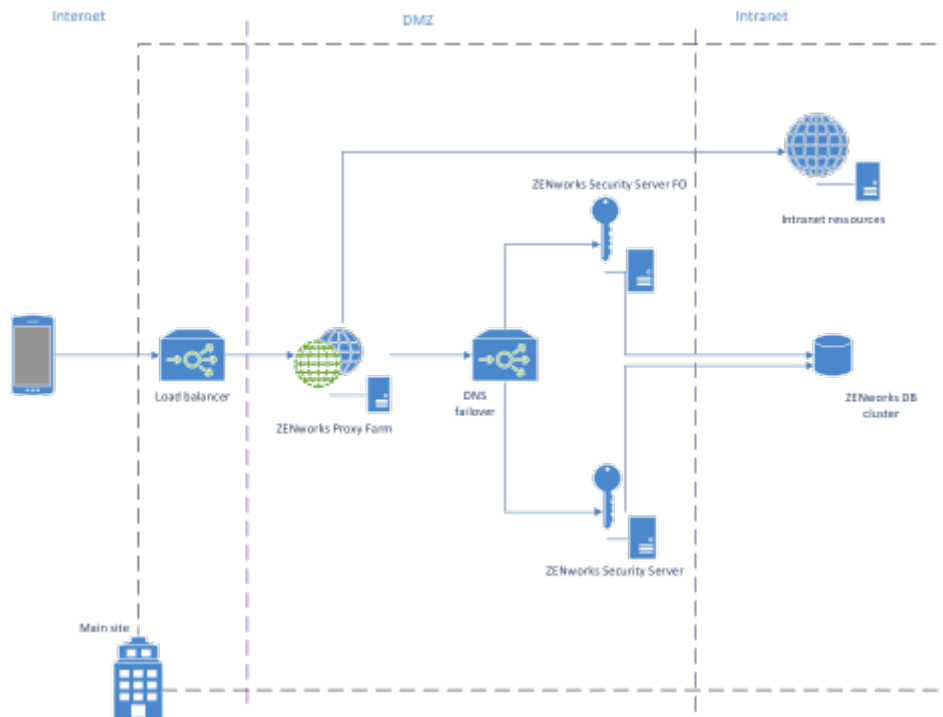 Internet
DMZ
Intranet
ZENworks Security Server FO
Intranet ressources
Load balancer
DNS
failover
ZENworks DB
cluster
ZENworks Proxy Farm
ZENworks Security Server
Main site